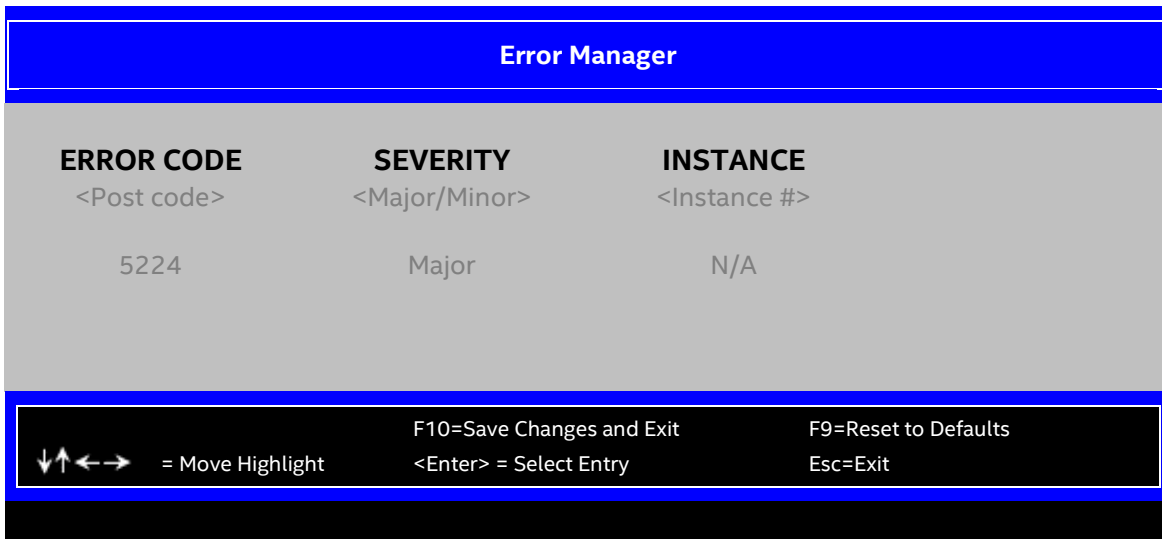 Error Manager
ERROR CODE SEVERITY INSTANCE
<Post code> <Major/Minor> <Instance #>
5224 Major N/A
F10=Save Changes and Exit F9=Reset to Defaults
↓↑←→ = Move Highlight <Enter> = Select Entry Esc=Exit